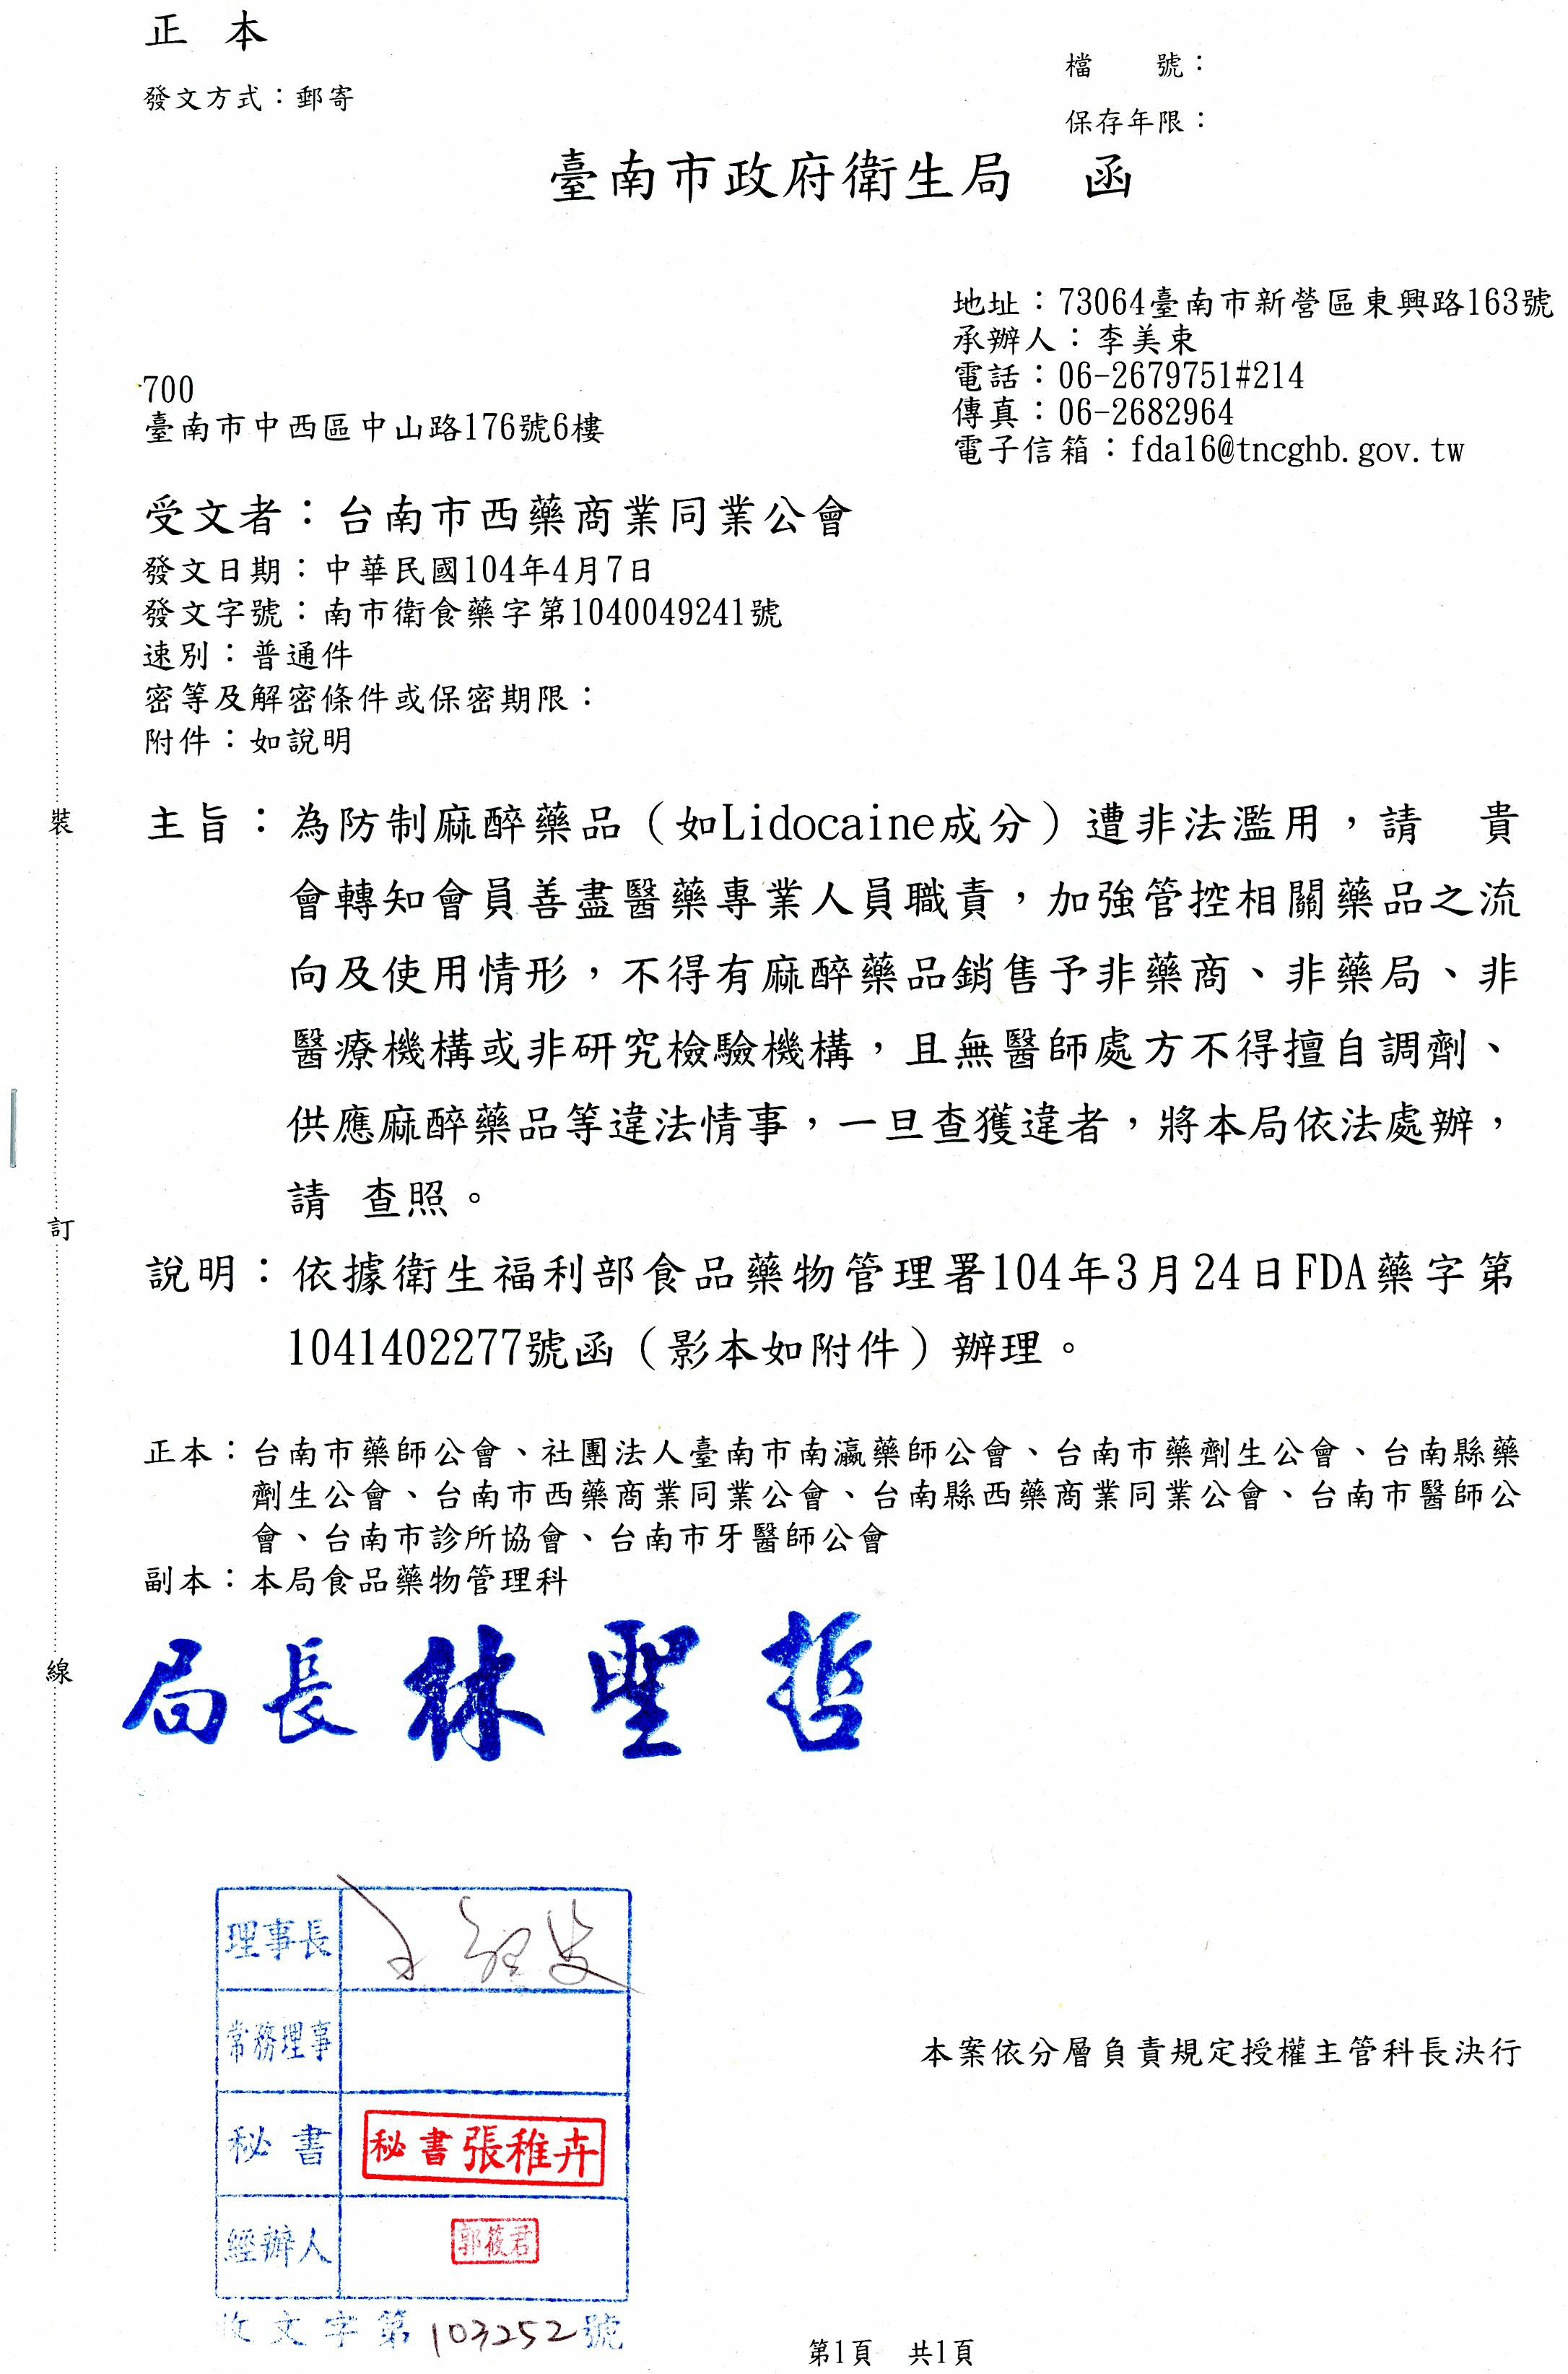 正本
檔號：
發文方式：郵寄
保存年限：
臺南市政府衛生局 函
地址：73064臺南市新營區東興路163號
承辦人：李美束
電話：06-2679751#214
傳真：06-2682964
電子信箱：fda16@tncghb.gov.tw
700
臺南市中西區中山路176號6樓
受文者：台南市西藥商業同業公會
發文日期：中華民國104年4月7日
發文字號：南市衛食藥字第1040049241號
速別：普通件
密等及解密條件或保密期限：
附件：如說明
主旨：為防制麻醉藥品（如Lidocaine成分）遭非法濫用，請 貴
會轉知會員善盡醫藥專業人員職責，加強管控相關藥品之流
向及使用情形，不得有麻醉藥品銷售予非藥商、非藥局、非
醫療機構或非研究檢驗機構，且無醫師處方不得擅自調劑、
供應麻醉藥品等違法情事，一旦查獲違者，將本局依法處辦，
請 查照。
說明：依據衛生福利部食品藥物管理署104年3月24日FDA藥字第
1041402277號函（影本如附件）辦理。
正本：台南市藥師公會、社團法人臺南市南瀛藥師公會、台南市藥劑生公會、台南縣藥
劑生公會、台南市西藥商業同業公會、台南縣西藥商業同業公會、台南市醫師公
會、台南市診所協會、台南市牙醫師公會
副本：本局食品藥物管理科
裝
訂
線
局長林聖哲
理事長
常務理事
秘書 秘書張稚卉
經辦人 郭筱君
收文字第103252號
本案依分層負責規定授權主管科長決行
第1頁 共1頁